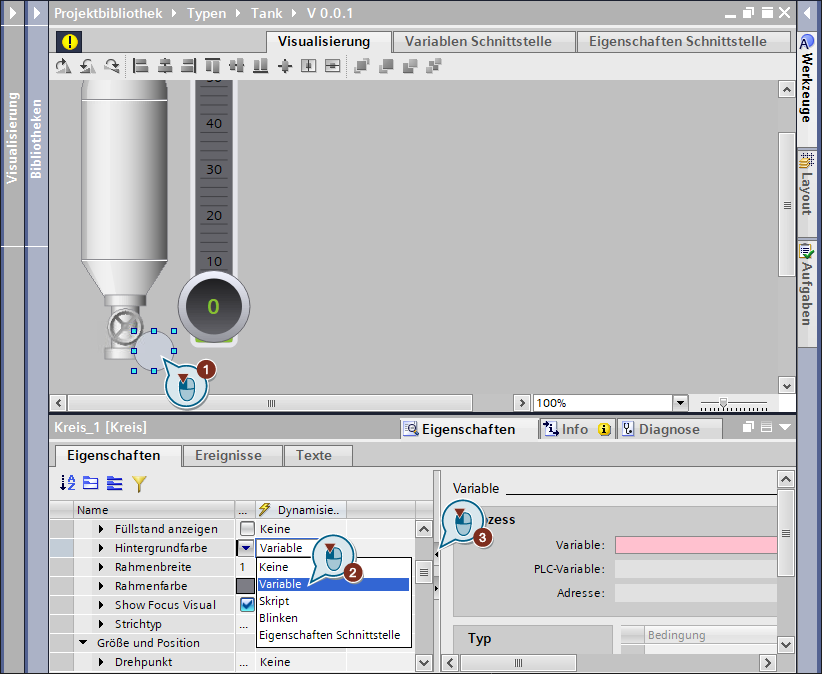 Projektbibliothek Typen Tank V 0.0.1
Visualisierung Variablen Schnittstelle Eigenschaften Schnittstelle
Visualisierung
Bibliotheken
Werkzeuge
Layout
Aufgaben
40
30
20
10
0
1
100%
Kreis_1 [Kreis]
Eigenschaften Info Diagnose
Eigenschaften Ereignisse Texte
Name ... Dynamisie..
Füllstand anzeigen Keine
Hintergrundfarbe Variable
Rahmenbreite 1 Keine
Rahmenfarbe Variable
Show Focus Visual Skript
Strichtyp ... Blinken
Eigenschaften Schnittstelle
Größe und Position
Drehpunkt ... Keine
2
3
Variable
Variable:
PLC-Variable:
Adresse:
Typ
Bedingung